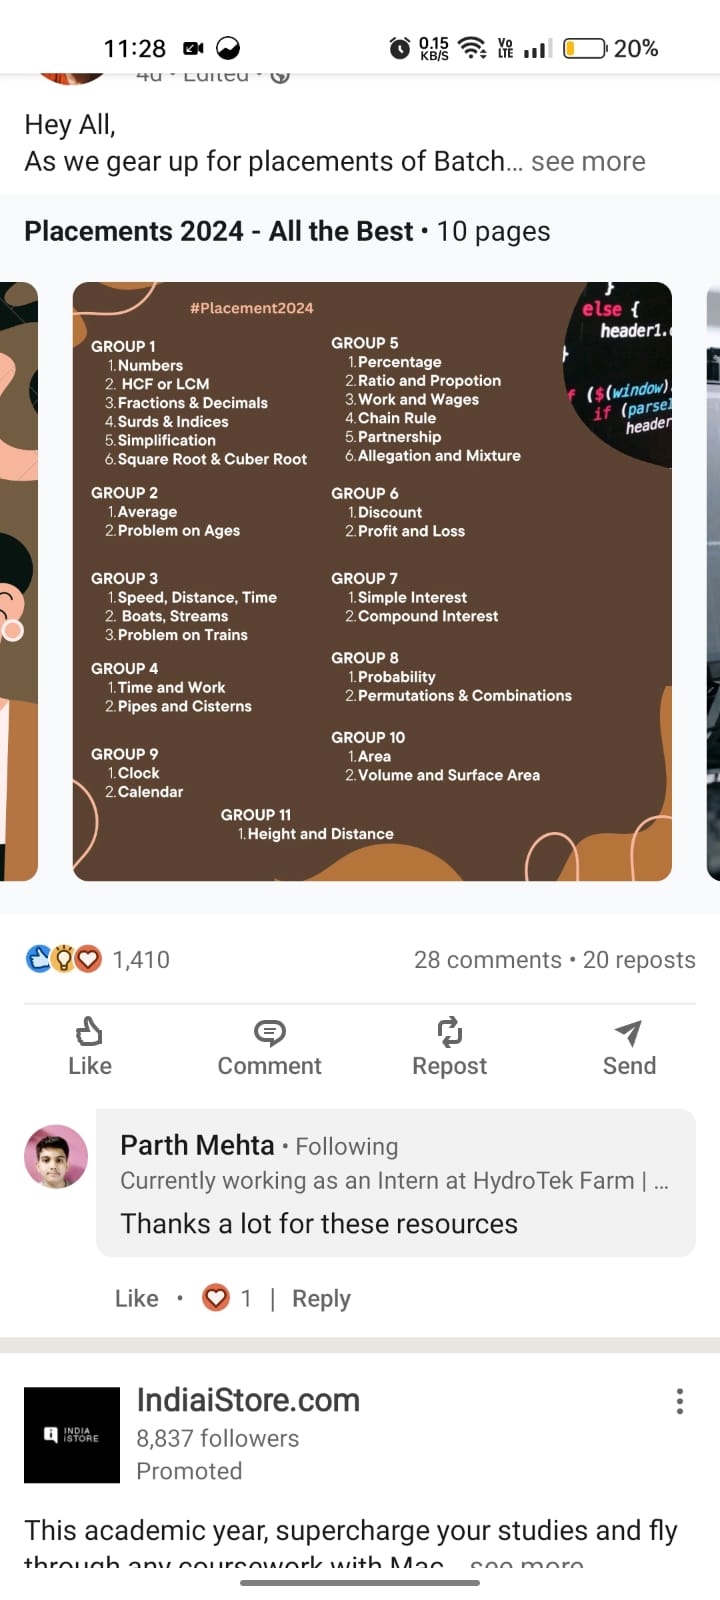 11:28
0.15 KB/S
Vo LTE
20%
4d • Edited •
Hey All,
As we gear up for placements of Batch... see more
Placements 2024 - All the Best • 10 pages
#Placement2024
GROUP 1
1. Numbers
2. HCF or LCM
3. Fractions & Decimals
4. Surds & Indices
5. Simplification
6. Square Root & Cuber Root
GROUP 2
1. Average
2. Problem on Ages
GROUP 3
1. Speed, Distance, Time
2. Boats, Streams
3. Problem on Trains
GROUP 4
1. Time and Work
2. Pipes and Cisterns
GROUP 9
1. Clock
2. Calendar
GROUP 5
1. Percentage
2. Ratio and Propotion
3. Work and Wages
4. Chain Rule
5. Partnership
6. Allegation and Mixture
GROUP 6
1. Discount
2. Profit and Loss
GROUP 7
1. Simple Interest
2. Compound Interest
GROUP 8
1. Probability
2. Permutations & Combinations
GROUP 10
1. Area
2. Volume and Surface Area
GROUP 11
1. Height and Distance
}
else {
header1.
}
($(window)
if (parse
header
1,410
28 comments • 20 reposts
Like
Comment
Repost
Send
Parth Mehta • Following
Currently working as an Intern at HydroTek Farm | ...
Thanks a lot for these resources
Like • 1 | Reply
INDIA
iSTORE
IndiaiStore.com
8,837 followers
Promoted
This academic year, supercharge your studies and fly
through any coursework with Mac... see more